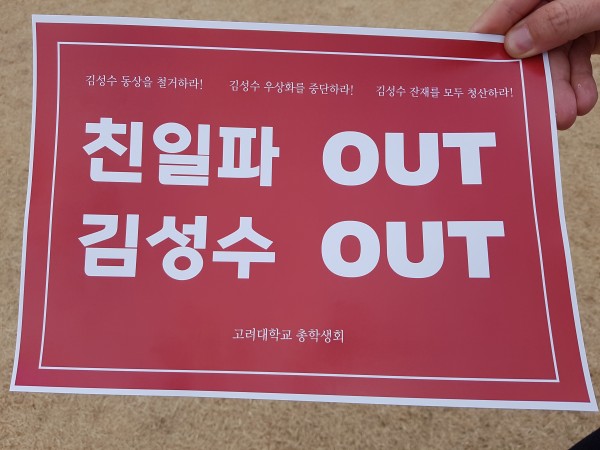 김성수 동상을 철거하라! 김성수 우상화를 중단하라! 김성수 잔재를 모두 청산하라!
친일파 OUT
김성수 OUT
고려대학교 총학생회